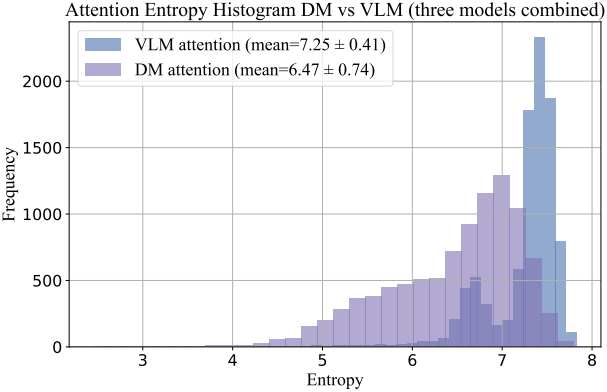 Attention Entropy Histogram DM vs VLM (three models combined)
VLM attention (mean=7.25 ± 0.41)
DM attention (mean=6.47 ± 0.74)
Frequency
2000
1500
1000
500
0
3 4 5 6 7 8
Entropy